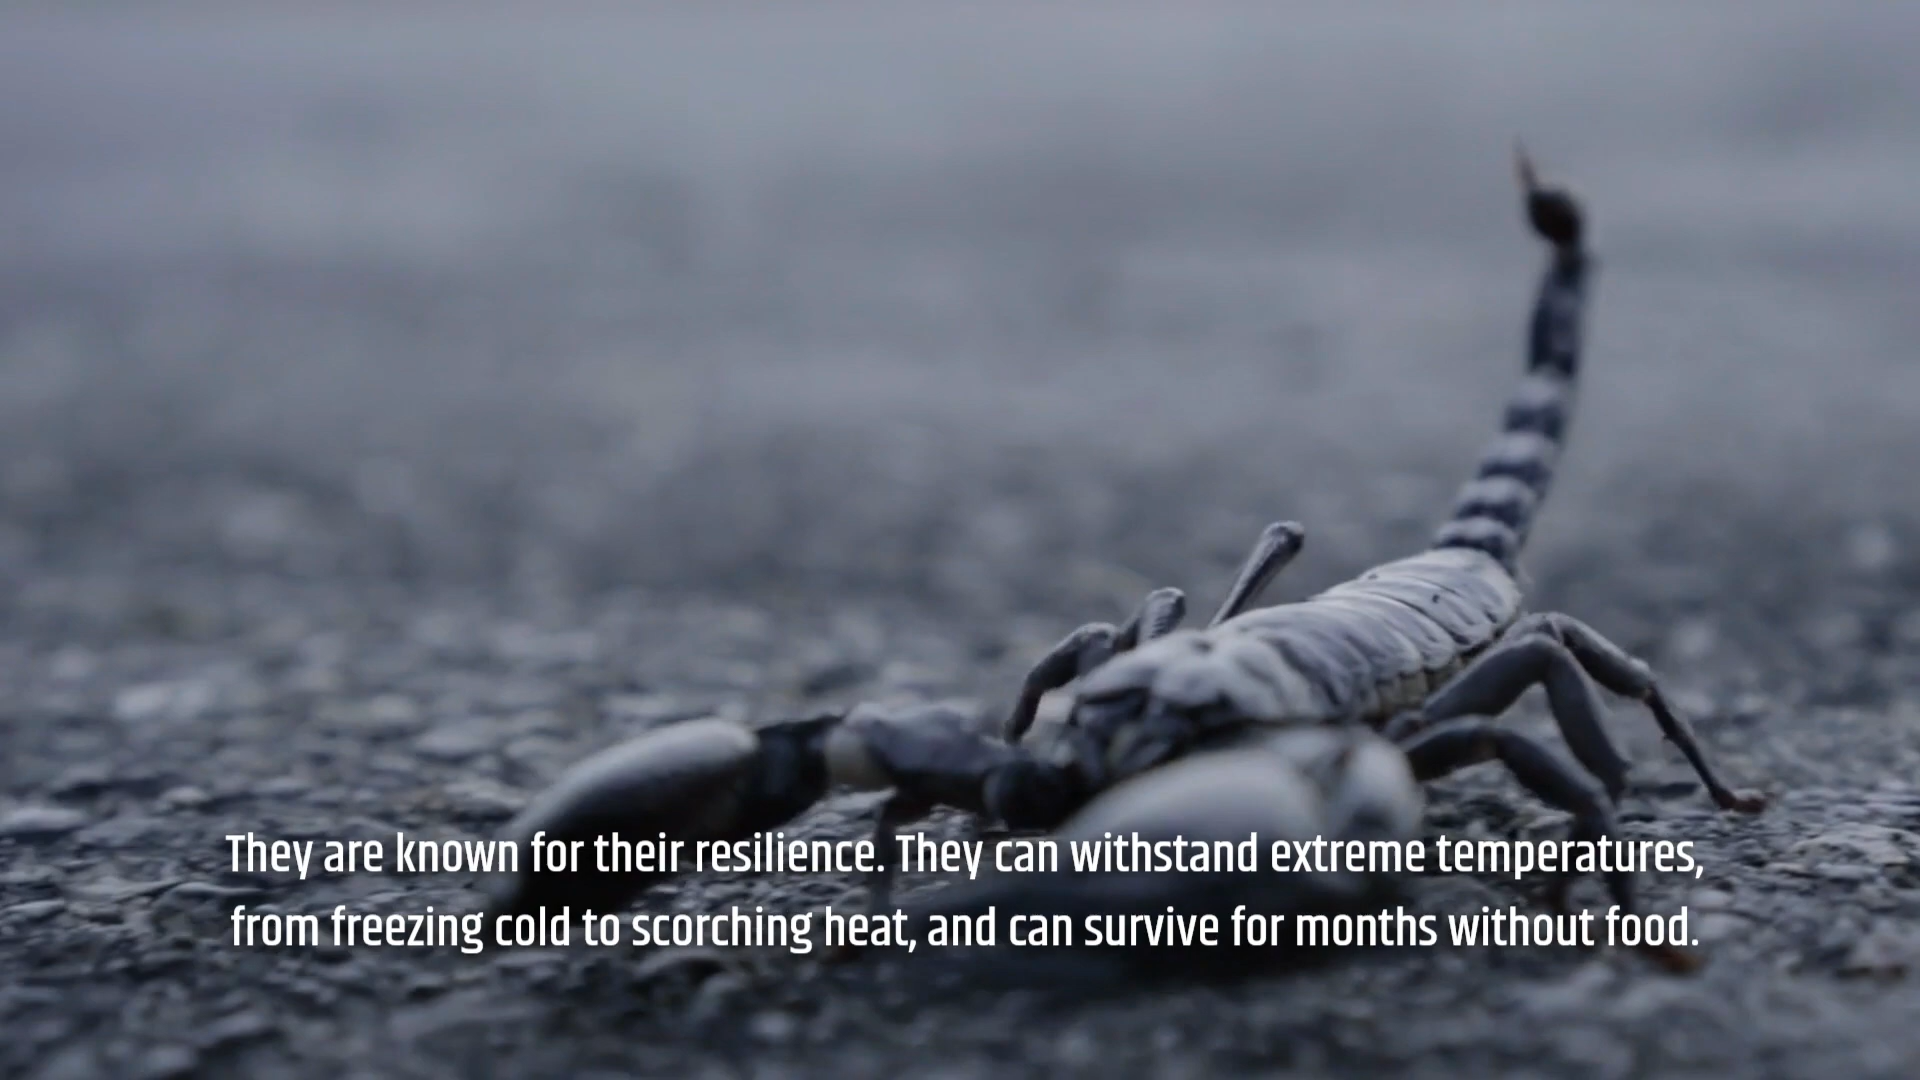 They are known for their resilience. They can withstand extreme temperatures,
from freezing cold to scorching heat, and can survive for months without food.